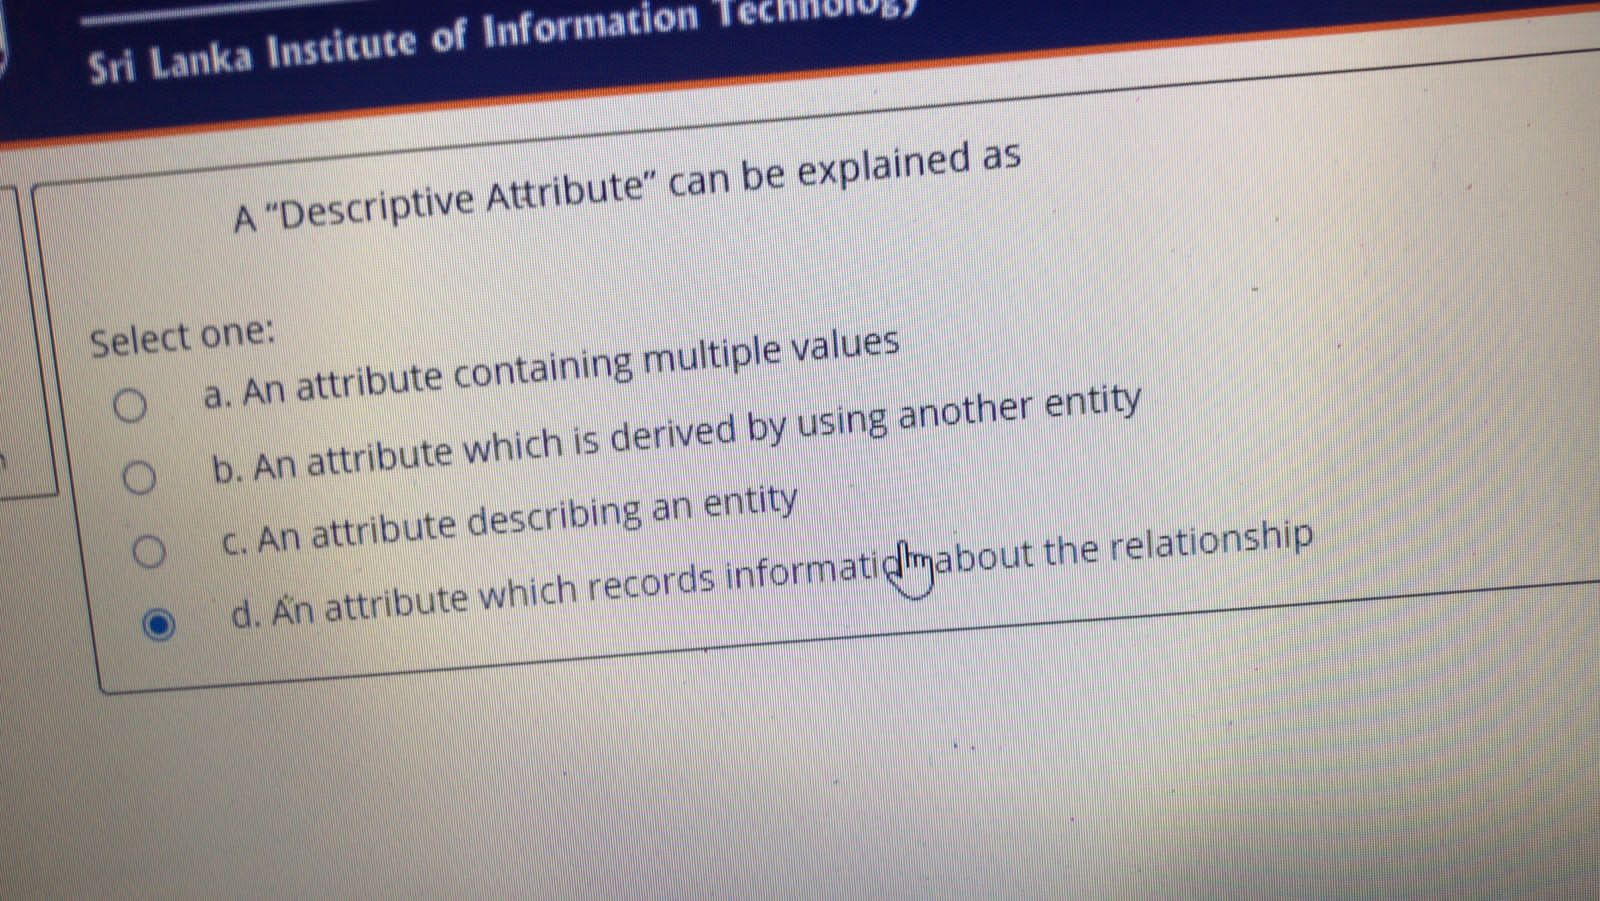 Sri Lanka Institute of Information Technology
A “Descriptive Attribute” can be explained as
Select one:
a. An attribute containing multiple values
b. An attribute which is derived by using another entity
c. An attribute describing an entity
d. An attribute which records information about the relationship